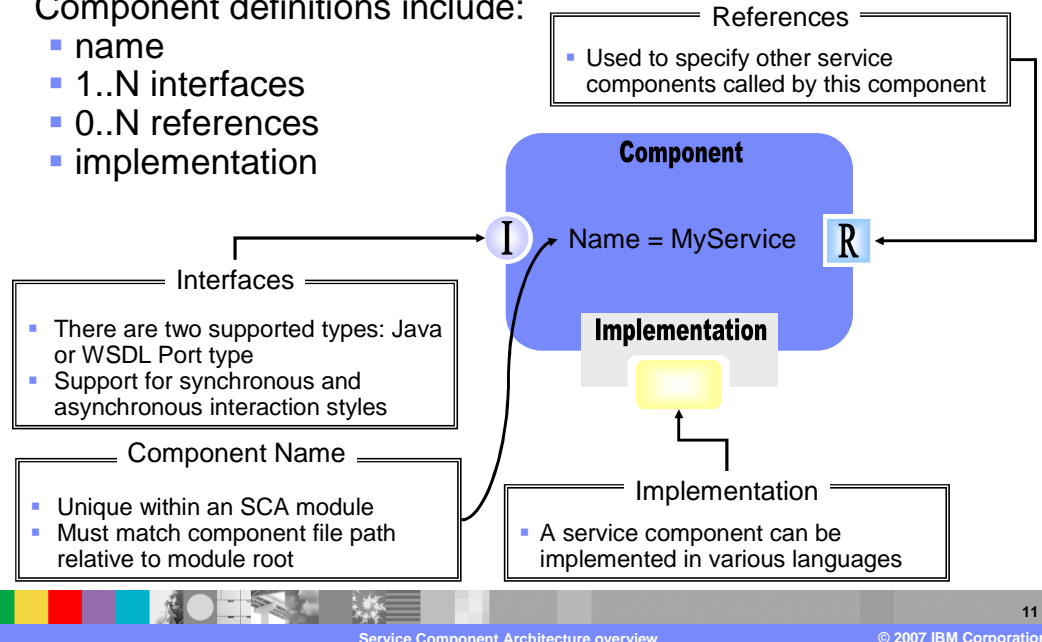 Component definitions include:
▪ name
▪ 1..N interfaces
▪ 0..N references
▪ implementation
References
▪ Used to specify other service
components called by this component
Component
I
Name = MyService
R
Implementation
Interfaces
▪ There are two supported types: Java
or WSDL Port type
▪ Support for synchronous and
asynchronous interaction styles
Component Name
▪ Unique within an SCA module
▪ Must match component file path
relative to module root
Implementation
▪ A service component can be
implemented in various languages
11
Service Component Architecture overview
© 2007 IBM Corporation